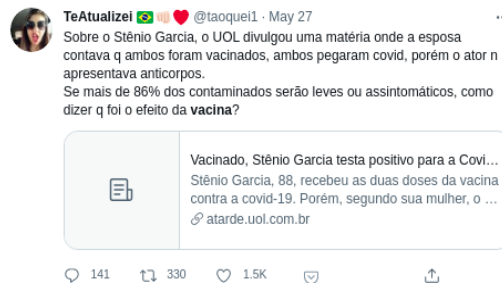 TeAtualizei 🇧🇷👊🏻❤️ @taoquei1 · May 27
Sobre o Stênio Garcia, o UOL divulgou uma matéria onde a esposa
contava q ambos foram vacinados, ambos pegaram covid, porém o ator n
apresentava anticorpos.
Se mais de 86% dos contaminados serão leves ou assintomáticos, como
dizer q foi o efeito da vacina?
Vacinado, Stênio Garcia testa positivo para a Covi...
Stênio Garcia, 88, recebeu as duas doses da vacina
contra a covid-19. Porém, segundo sua mulher, o ...
atarde.uol.com.br
141 330 1.5K